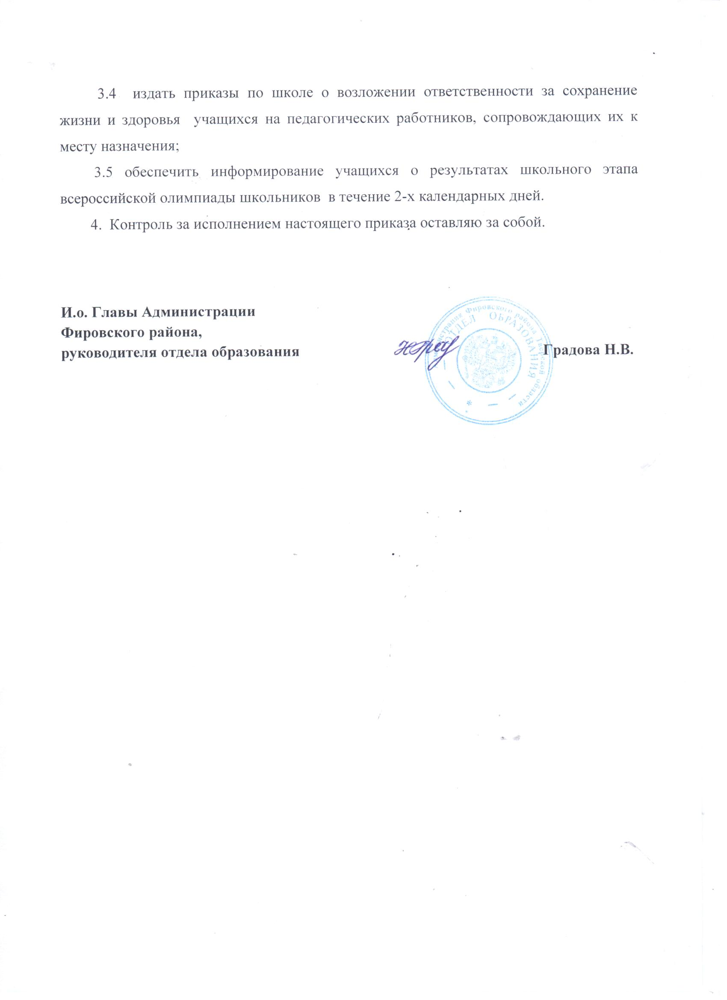 3.4 издать приказы по школе о возложении ответственности за сохранение
жизни и здоровья учащихся на педагогических работников, сопровождающих их к
месту назначения;
3.5 обеспечить информирование учащихся о результатах школьного этапа
всероссийской олимпиады школьников в течение 2-х календарных дней.
4. Контроль за исполнением настоящего приказа оставляю за собой.
И.о. Главы Администрации
Фировского района,
руководителя отдела образования
Градова Н.В.
Фировского района Тверской области
ОТДЕЛ ОБРАЗОВАНИЯ